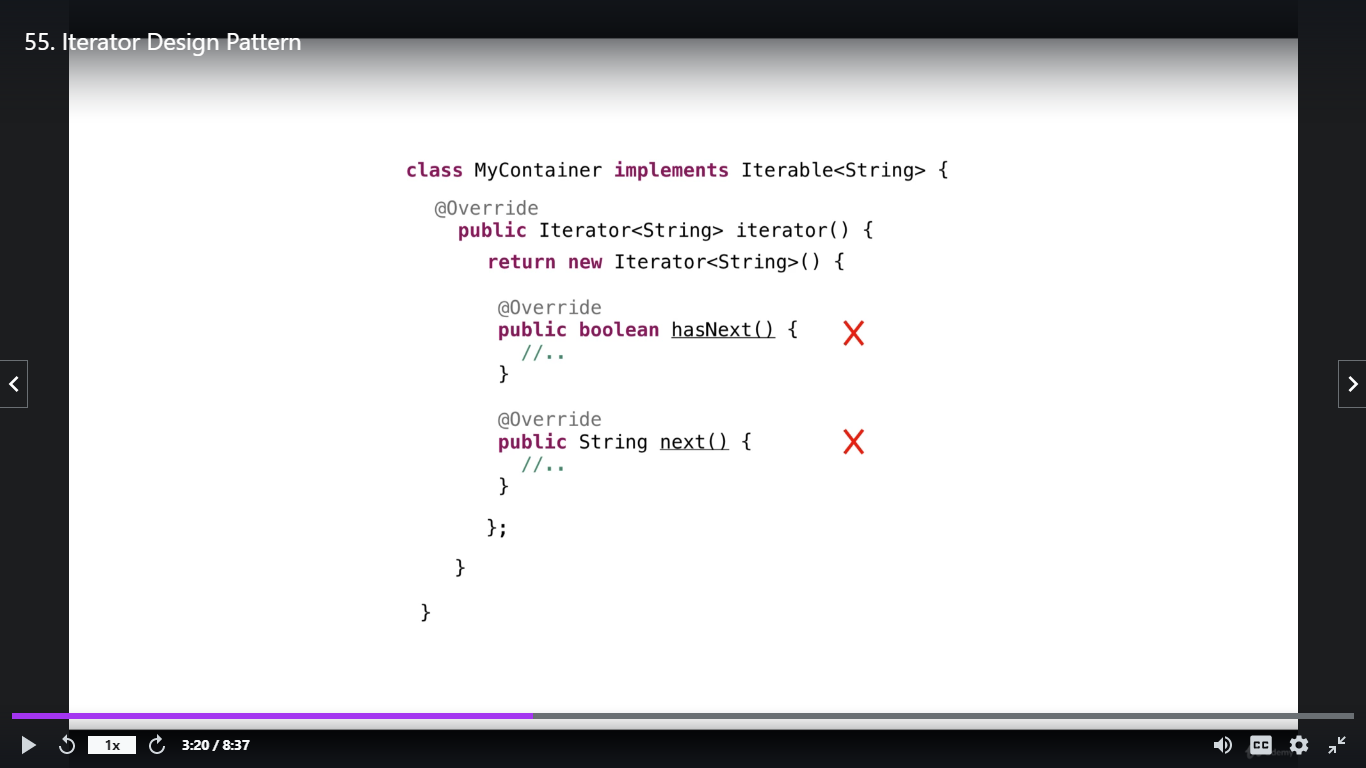 55. Iterator Design Pattern
class MyContainer implements Iterable<String> {
@Override
public Iterator<String> iterator() {
return new Iterator<String>() {
@Override
public boolean hasNext() {
//..
}
@Override
public String next() {
//..
}
};
}
}
1x
3:20 / 8:37
CC